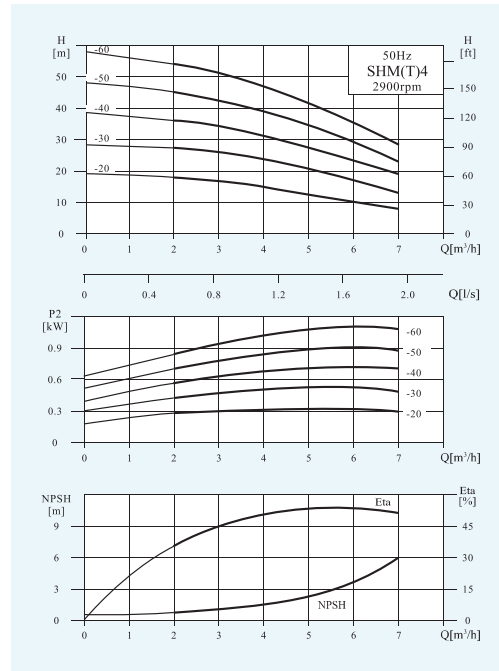 H
[m]
H
[ft]
50Hz
SHM(T)4
2900rpm
-60
-50
-40
-30
-20
50
40
30
20
10
0
150
120
90
60
30
0
0 1 2 3 4 5 6 7 Q[m³/h]
0 0.4 0.8 1.2 1.6 2.0 Q[l/s]
P2
[kW]
0.9
0.6
0.3
0
-60
-50
-40
-30
-20
0 1 2 3 4 5 6 7 Q[m³/h]
NPSH
[m]
Eta
[%]
9
6
3
0
45
30
15
0
Eta
NPSH
0 1 2 3 4 5 6 7 Q[m³/h]